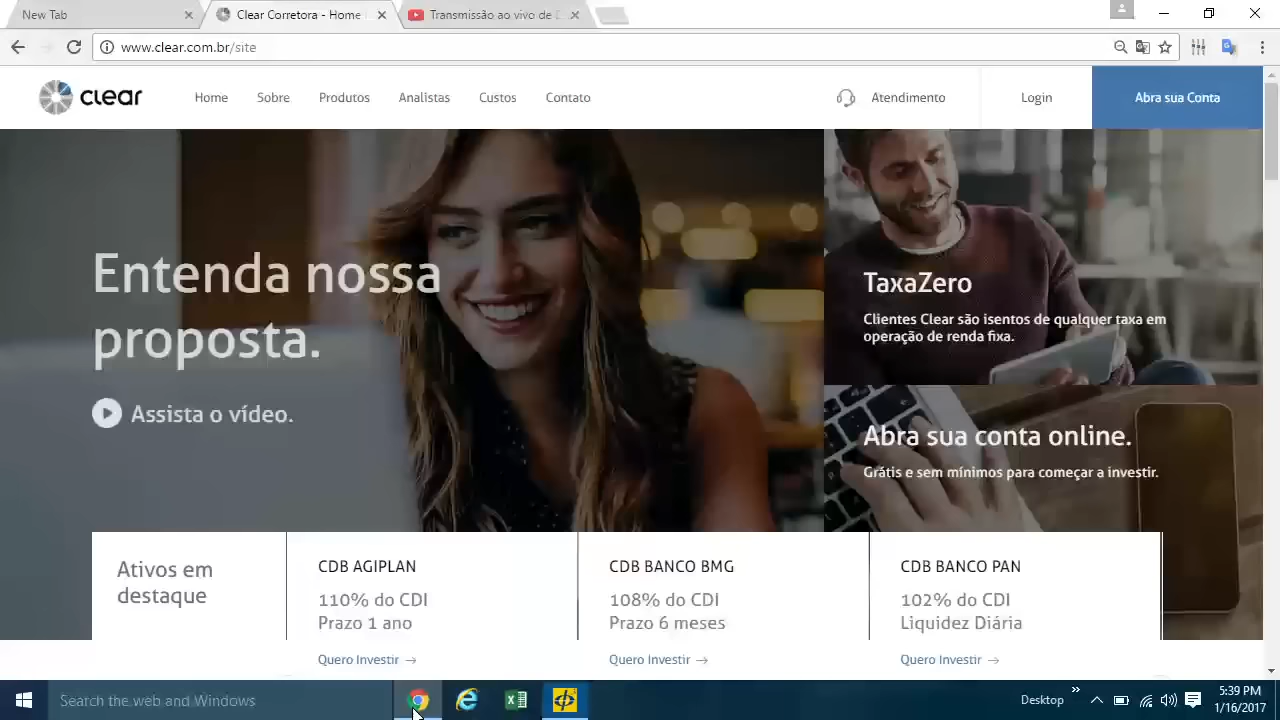 New Tab
Clear Corretora - Home
Transmissão ao vivo de
www.clear.com.br/site
clear
Home
Sobre
Produtos
Analistas
Custos
Contato
Atendimento
Login
Abra sua Conta
Entenda nossa
proposta.
Assista o vídeo.
TaxaZero
Clientes Clear são isentos de qualquer taxa em
operação de renda fixa.
Abra sua conta online.
Grátis e sem mínimos para começar a investir.
Ativos em
destaque
CDB AGIPLAN
110% do CDI
Prazo 1 ano
Quero Investir →
CDB BANCO BMG
108% do CDI
Prazo 6 meses
Quero Investir →
CDB BANCO PAN
102% do CDI
Liquidez Diária
Quero Investir →
Search the web and Windows
Desktop
5:39 PM
1/16/2017